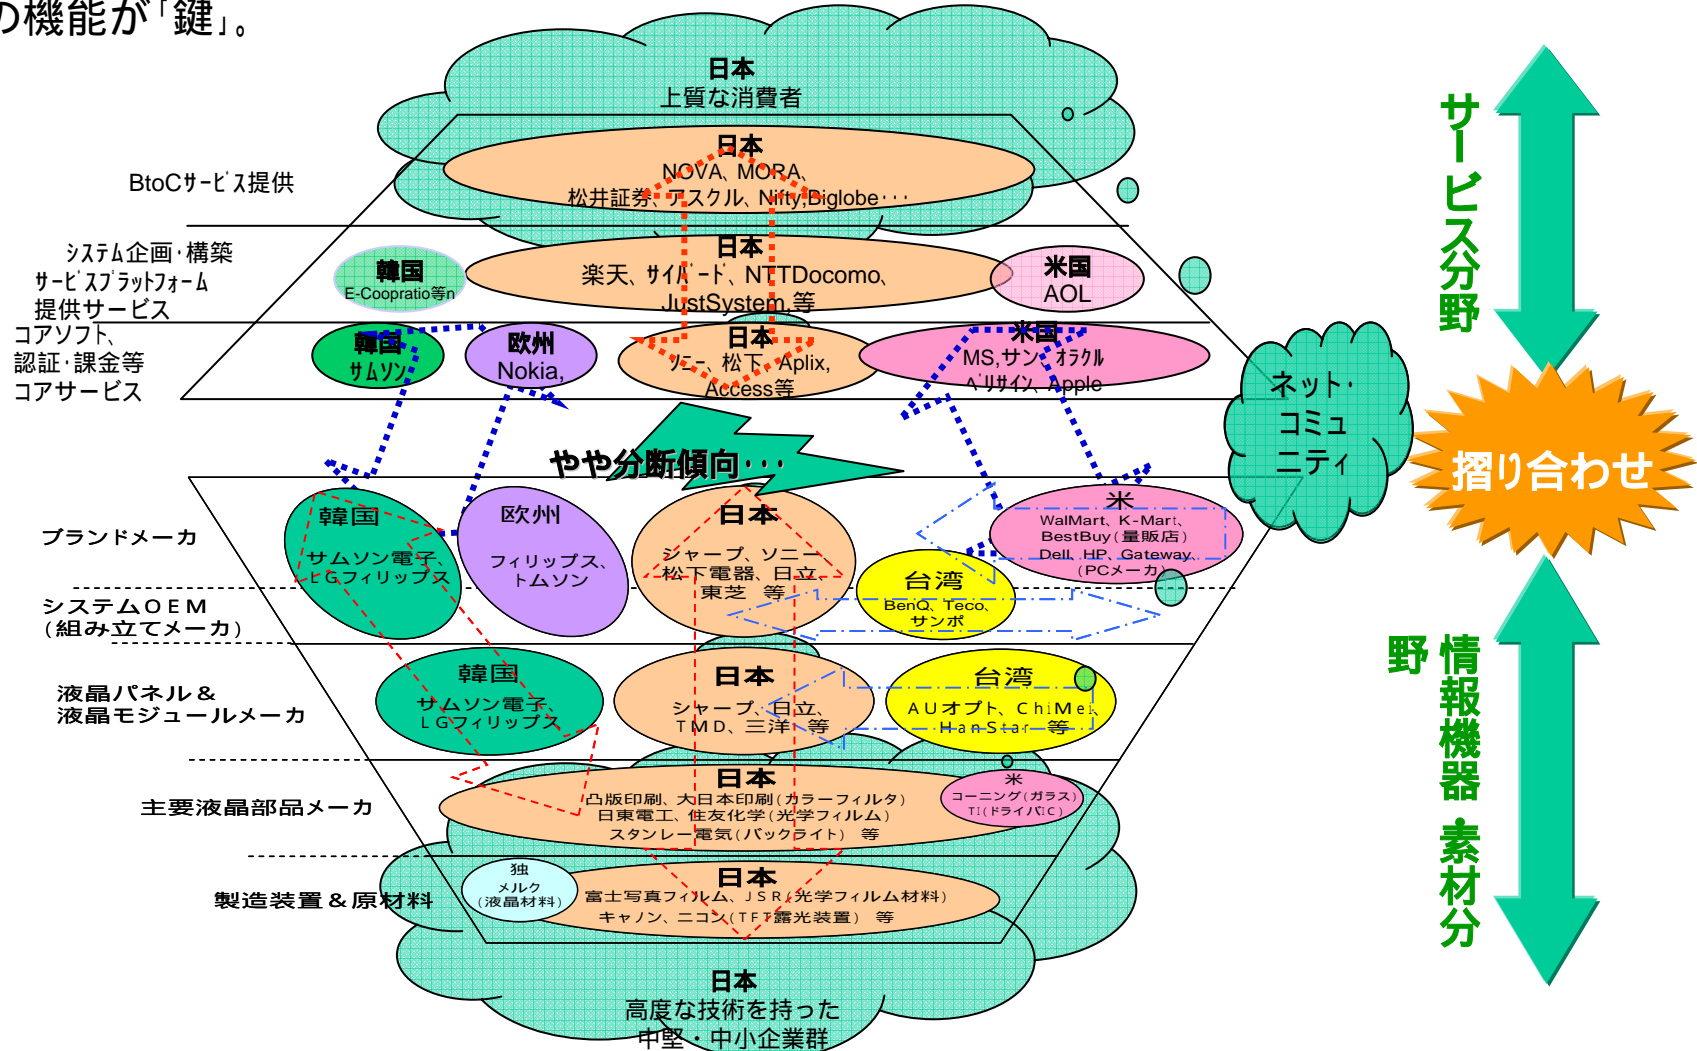 の機能が「鍵」。
日本
上質な消費者
日本
NOVA、MORA、
松井証券、アスクル、Nifty,Biglobe・・・
BtoCサービス提供
システム企画・構築
サービスプラットフォーム
提供サービス
韓国
E-Coopratio等n
日本
楽天、サイバード、NTTDocomo、
JustSystem,等
米国
AOL
コアソフト、
認証・課金等
コアサービス
韓国
サムソン
欧州
Nokia,
日本
ソニー、松下、Aplix,
Access等
米国
MS,サン、オラクル
ベリサイン、Apple
サービス分野
ネット・
コミュ
ニティ
摺り合わせ
やや分断傾向・・・
ブランドメーカ
韓国
サムソン電子、
LGフィリップス
欧州
フィリップス、
トムソン
日本
シャープ、ソニー
松下電器、日立、
東芝 等
米
WalMart、K-Mart、
BestBuy(量販店)
Dell、HP、Gateway、
(PCメーカ)
システムOEM
(組み立てメーカ)
台湾
BenQ、Teco、
サンポ
液晶パネル&
液晶モジュールメーカ
韓国
サムソン電子、
LGフィリップス
日本
シャープ、日立、
TMD、三洋 等
台湾
AUオプト、ChiMei、
HanStar 等
情報機器・素材分
野
主要液晶部品メーカ
日本
凸版印刷、大日本印刷(カラーフィルタ)
日東電工、住友化学(光学フィルム)
スタンレー電気(バックライト) 等
米
コーニング(ガラス)
TI(ドライバIC)
製造装置&原材料
独
メルク
(液晶材料)
日本
富士写真フィルム、JSR(光学フィルム材料)
キャノン、ニコン(TFT露光装置) 等
日本
高度な技術を持った
中堅・中小企業群